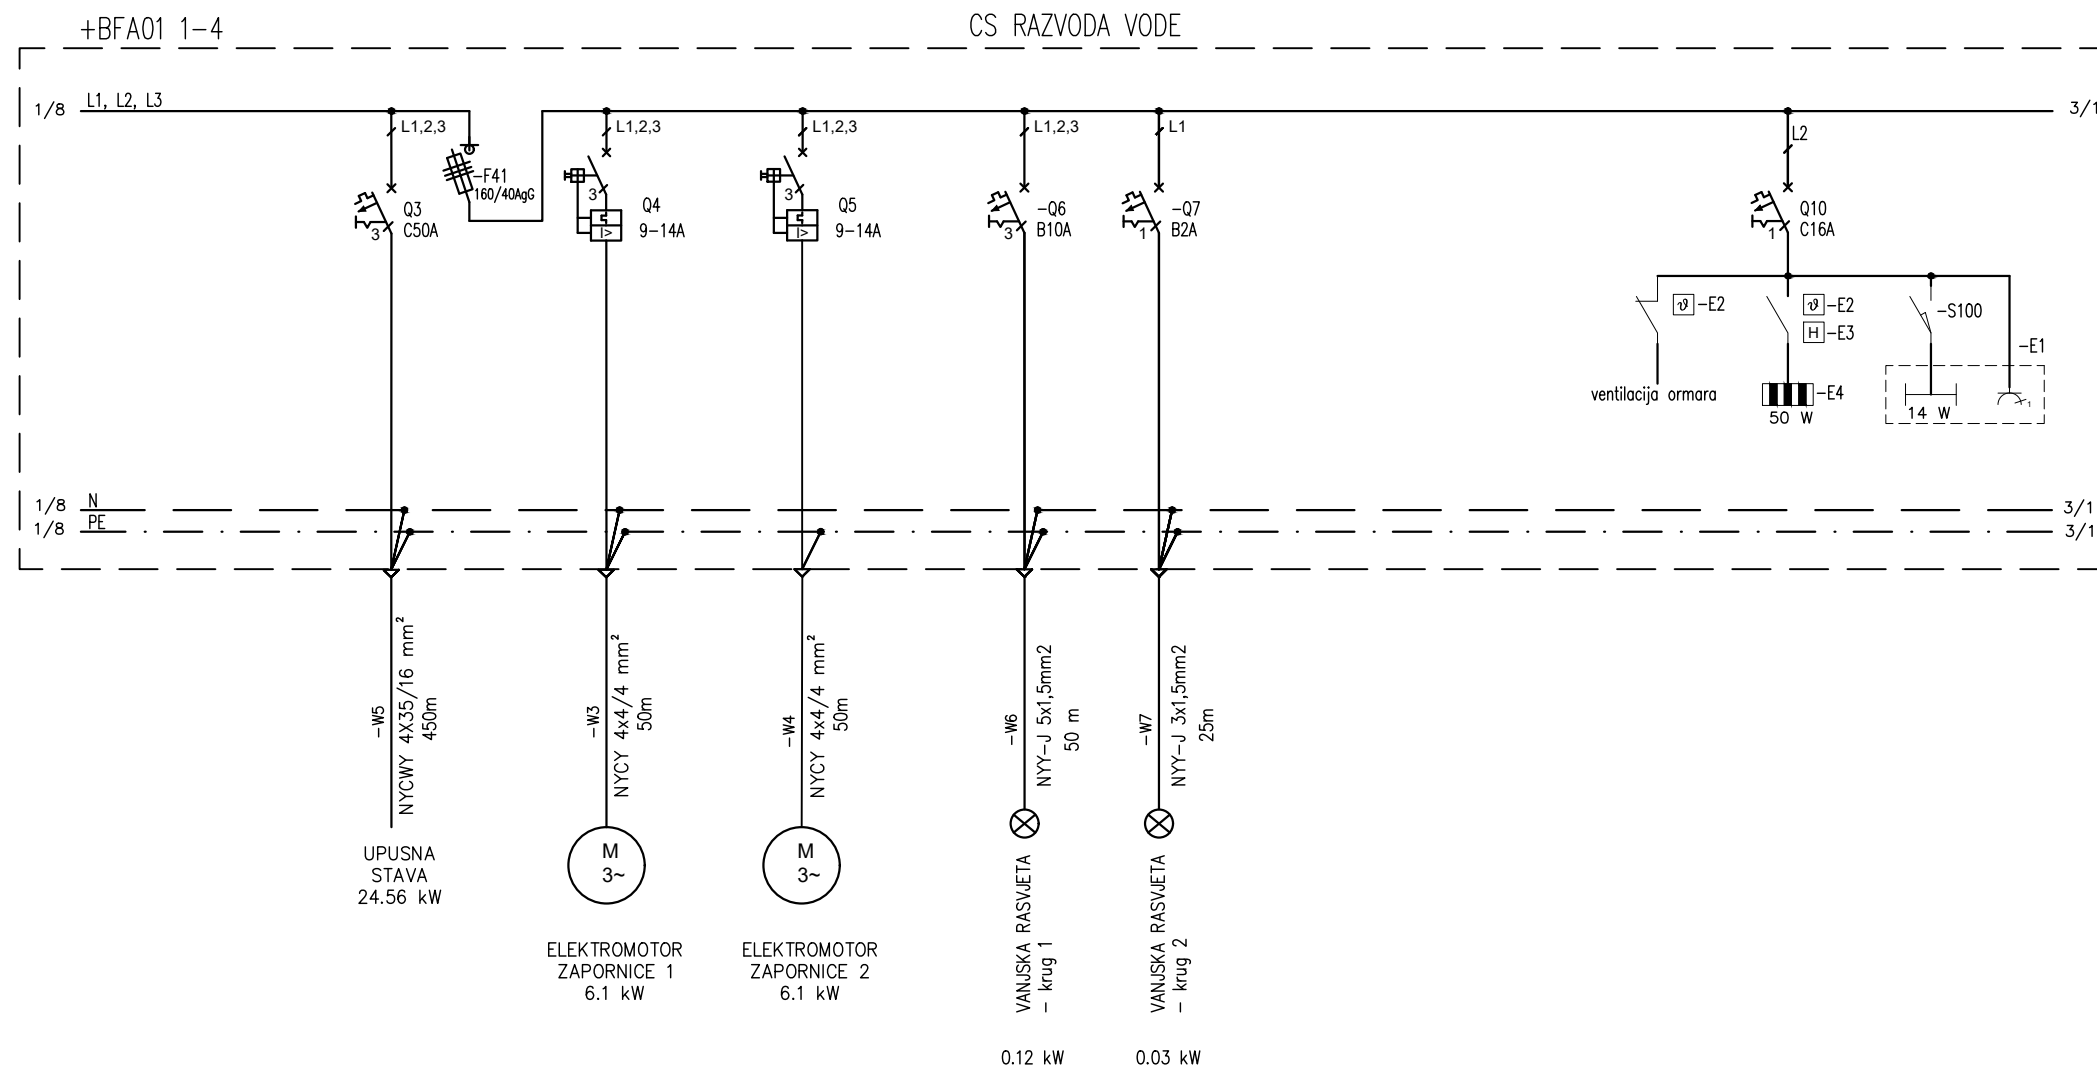 +BFA01 1-4
CS RAZVODA VODE
1/8
L1, L2, L3
3/1
L1,2,3
L1,2,3
L1,2,3
L1,2,3
L1
L2
-F41
160/40AgG
3
Q3
C50A
3
I>
Q4
9-14A
3
I>
Q5
9-14A
3
-Q6
B10A
1
-Q7
B2A
1
Q10
C16A
ϑ
-E2
ϑ
-E2
H
-E3
-S100
-E1
ventilacija ormara
-E4
50 W
14 W
1
1/8
N
3/1
1/8
PE
3/1
-W5
NYCWY 4X35/16 mm²
450m
-W3
NYCY 4x4/4 mm²
50m
-W4
NYCY 4x4/4 mm²
50m
-W6
NYY-J 5x1,5mm2
50 m
-W7
NYY-J 3x1,5mm2
25m
UPUSNA
STAVA
24.56 kW
M
3~
ELEKTROMOTOR
ZAPORNICE 1
6.1 kW
M
3~
ELEKTROMOTOR
ZAPORNICE 2
6.1 kW
VANJSKA RASVJETA
- krug 1
0.12 kW
VANJSKA RASVJETA
- krug 2
0.03 kW